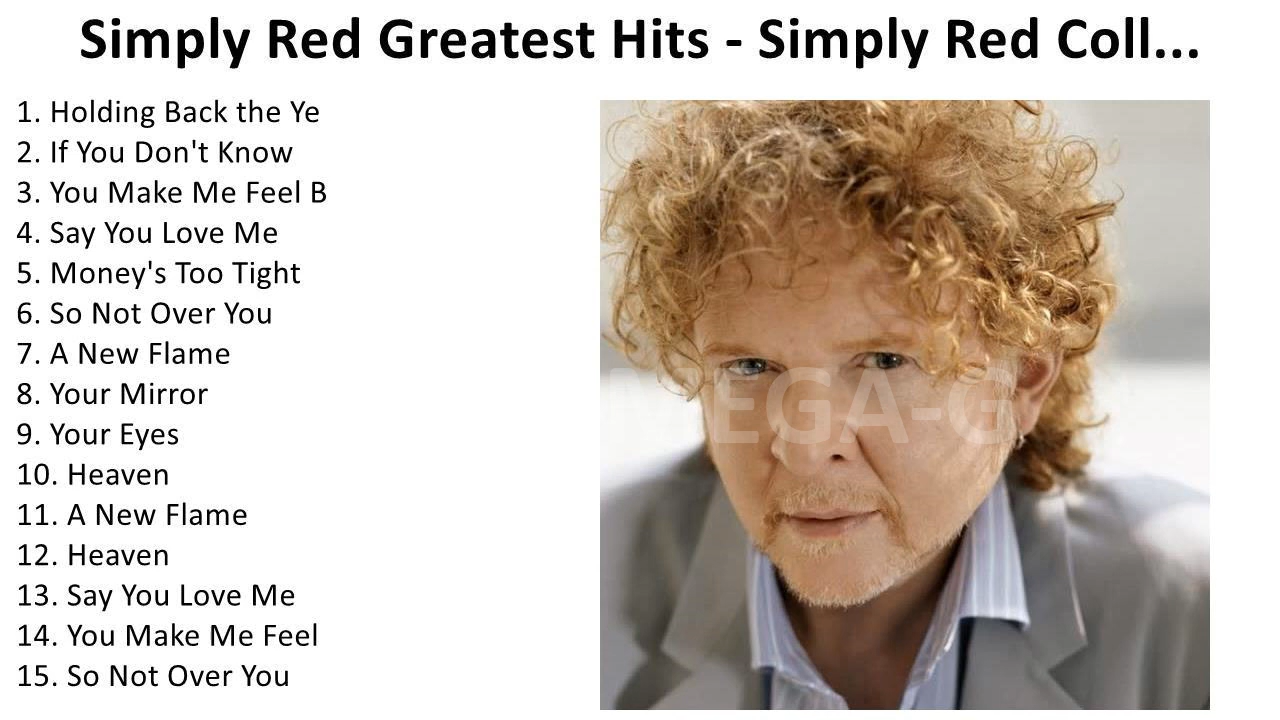 Simply Red Greatest Hits - Simply Red Coll...
1. Holding Back the Ye
2. If You Don't Know
3. You Make Me Feel B
4. Say You Love Me
5. Money's Too Tight
6. So Not Over You
7. A New Flame
8. Your Mirror
9. Your Eyes
10. Heaven
11. A New Flame
12. Heaven
13. Say You Love Me
14. You Make Me Feel
15. So Not Over You
MEGA-G